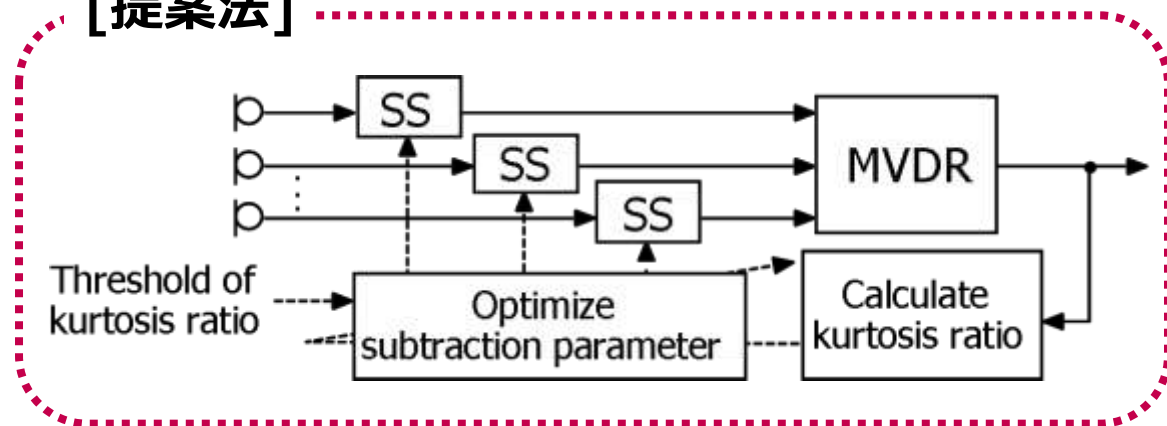 [提案法]
SS
SS
SS
MVDR
Threshold of
kurtosis ratio
Optimize
subtraction parameter
Calculate
kurtosis ratio